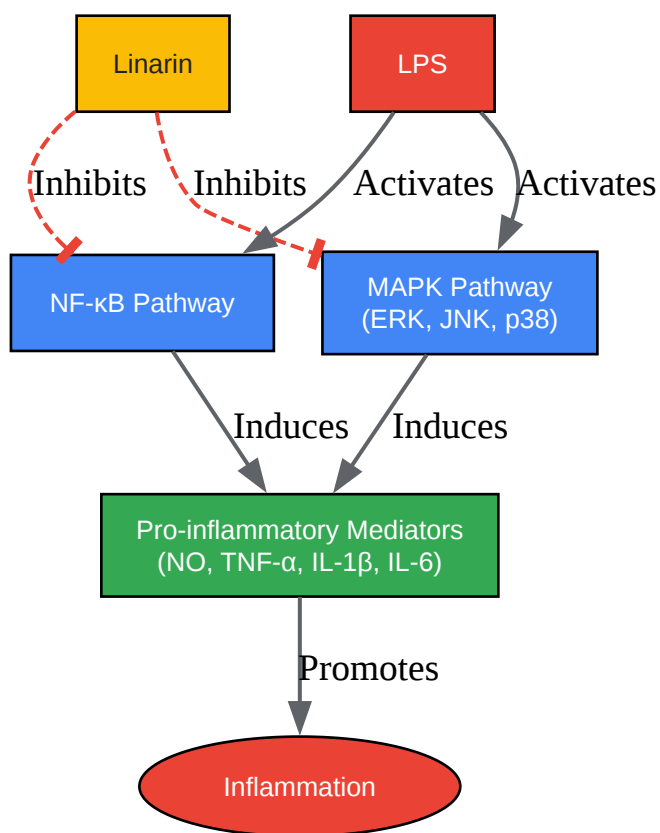 Linarin
LPS
Inhibits
Inhibits
Activates
Activates
NF-κB Pathway
MAPK Pathway
(ERK, JNK, p38)
Induces
Induces
Pro-inflammatory Mediators
(NO, TNF-α, IL-1β, IL-6)
Promotes
Inflammation